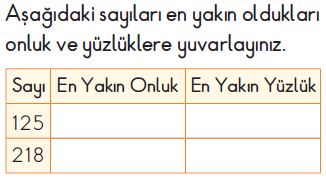 Aşağıdaki sayıları en yakın oldukları
onluk ve yüzlüklere yuvarlayınız.
Sayı En Yakın Onluk En Yakın Yüzlük
125
218